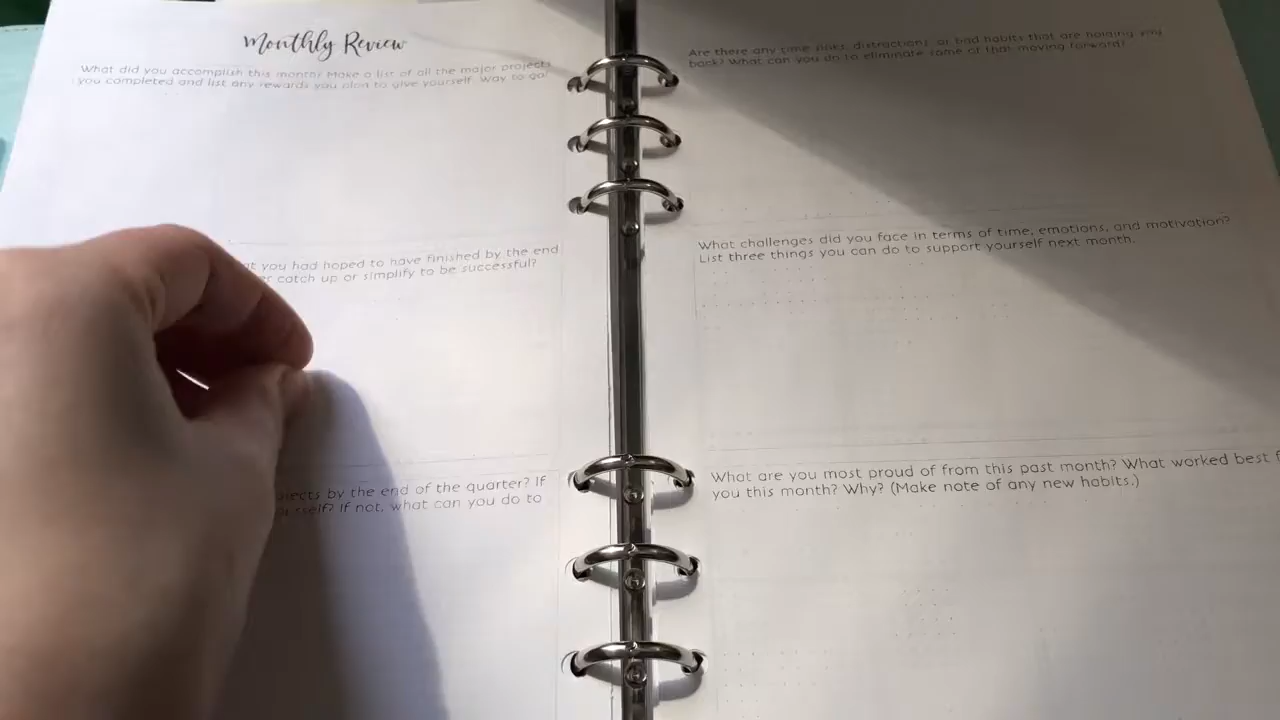 Monthly Review
What did you accomplish this month? Make a list of all the major projects
you completed and list any rewards you plan to give yourself. Way to go!
you had hoped to have finished by the end
catch up or simplify to be successful?
by the end of the quarter? If
If not, what can you do to
Are there any time sinks, distractions, or bad habits that are holding you
back? What can you do to eliminate some of that moving forward?
What challenges did you face in terms of time, emotions, and motivation?
List three things you can do to support yourself next month.
What are you most proud of from this past month? What worked best
you this month? Why? (Make note of any new habits.)